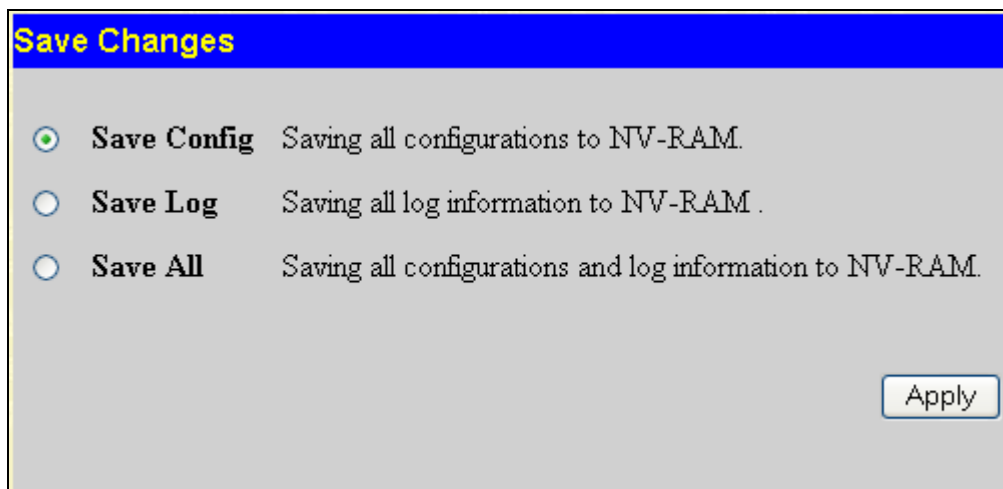 Save Changes
Save Config Saving all configurations to NV-RAM.
Save Log Saving all log information to NV-RAM .
Save All Saving all configurations and log information to NV-RAM.
Apply